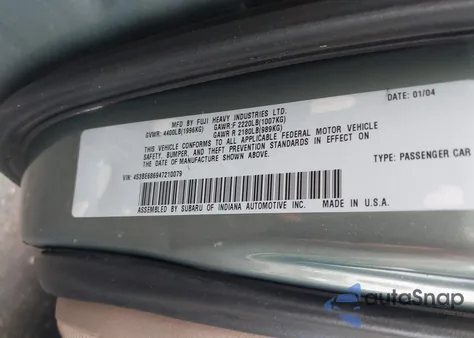 MFD BY FUJI HEAVY INDUSTRIES LTD. DATE: 01/04
GVWR: 4400LB(1996KG) GAWR:F 2220LB(1007KG)
GAWR R 2180LB(989KG)
THIS VEHICLE CONFORMS TO ALL APPLICABLE FEDERAL MOTOR VEHICLE
SAFETY, BUMPER, AND THEFT PREVENTION STANDARDS IN EFFECT ON
THE DATE OF MANUFACTURE SHOWN ABOVE.
VIN: 4S3BE686947210079 TYPE: PASSENGER CAR
ASSEMBLED BY SUBARU OF INDIANA AUTOMOTIVE INC. MADE IN U.S.A.
autoSnap